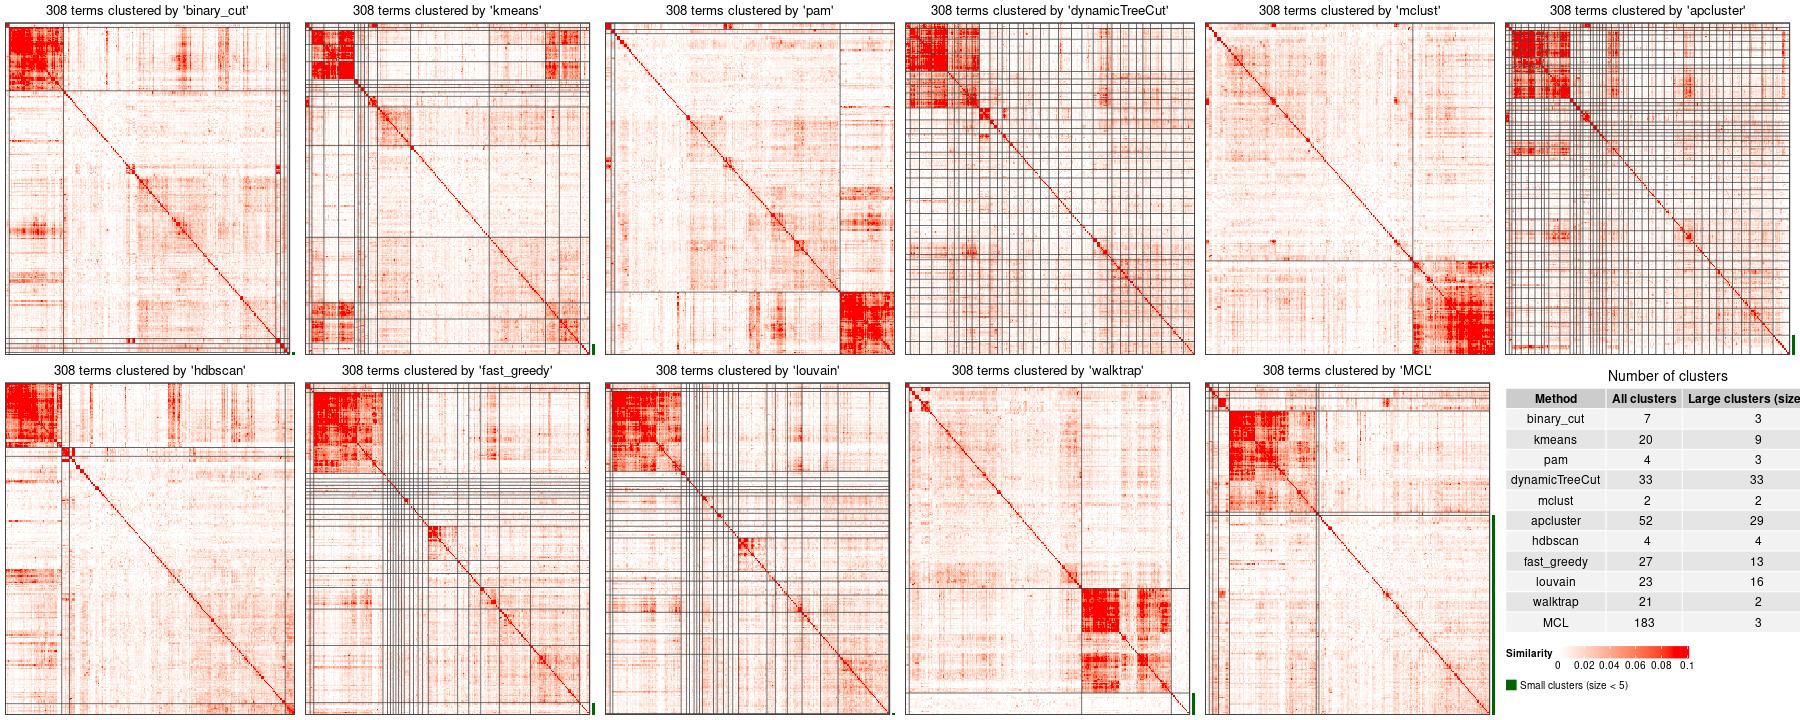 308 terms clustered by 'binary_cut'
308 terms clustered by 'kmeans'
308 terms clustered by 'pam'
308 terms clustered by 'dynamicTreeCut'
308 terms clustered by 'mclust'
308 terms clustered by 'apcluster'
308 terms clustered by 'hdbscan'
308 terms clustered by 'fast_greedy'
308 terms clustered by 'louvain'
308 terms clustered by 'walktrap'
308 terms clustered by 'MCL'
Number of clusters
Method All clusters Large clusters (size
binary_cut 7 3
kmeans 20 9
pam 4 3
dynamicTreeCut 33 33
mclust 2 2
apcluster 52 29
hdbscan 4 4
fast_greedy 27 13
louvain 23 16
walktrap 21 2
MCL 183 3
Similarity
0 0.02 0.04 0.06 0.08 0.1
Small clusters (size < 5)